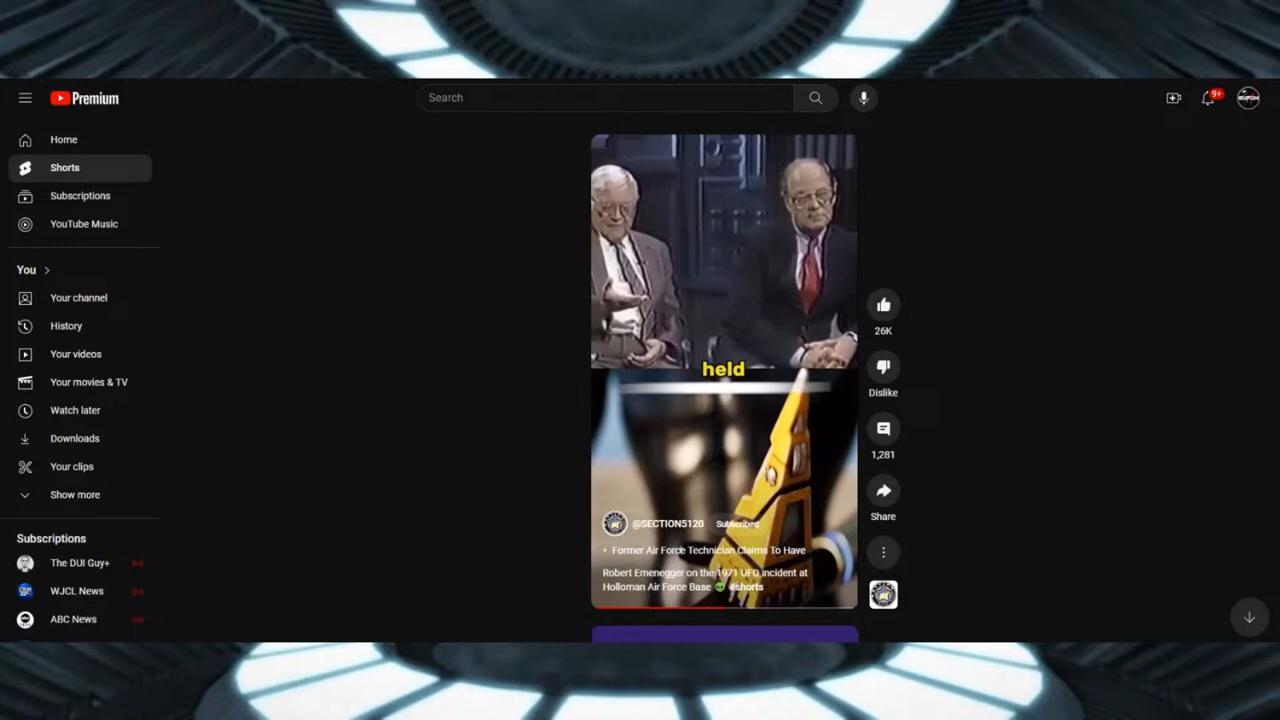 Premium
Search
9+
Home
Shorts
Subscriptions
YouTube Music
You
Your channel
History
Your videos
Your movies & TV
Watch later
Downloads
Your clips
Show more
Subscriptions
The DUI Guy+
WJCL News
ABC News
held
@SECTION5120 Subscribed
Former Air Force Technician Claims To Have
Robert Emenegger on the 1971 UFO incident at
Holloman Air Force Base 👽 #shorts
26K
Dislike
1,281
Share